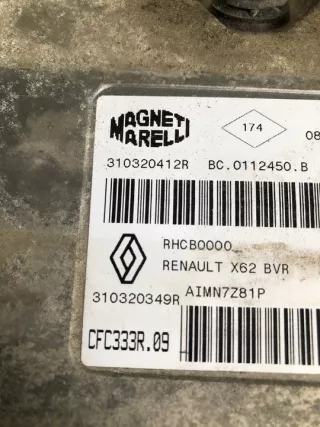 MAGNETI
MARELLI
174
08
310320412R BC.0112450.B
RHCB0000
RENAULT X62 BVR
310320349R AIMN7Z81P
CFC333R.09